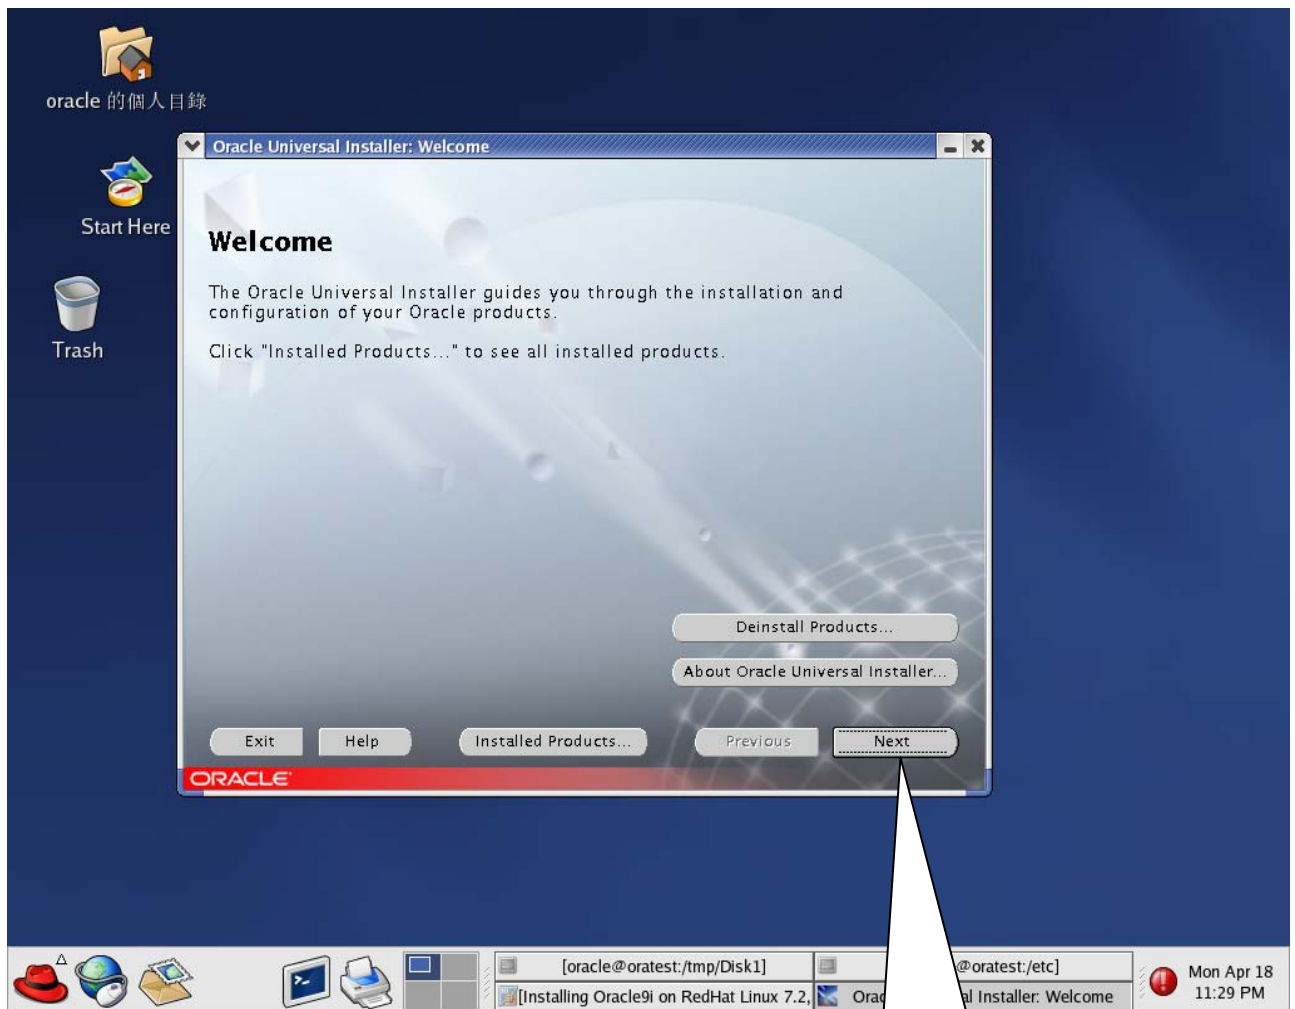 oracle 的個人目錄
Start Here
Trash
Oracle Universal Installer: Welcome
Welcome
The Oracle Universal Installer guides you through the installation and
configuration of your Oracle products.
Click "Installed Products..." to see all installed products.
Deinstall Products...
About Oracle Universal Installer...
Exit
Help
Installed Products...
Previous
Next
ORACLE
[oracle@oratest:/tmp/Disk1]
@oratest:/etc]
Mon Apr 18
[Installing Oracle9i on RedHat Linux 7.2,
Installer: Welcome
11:29 PM